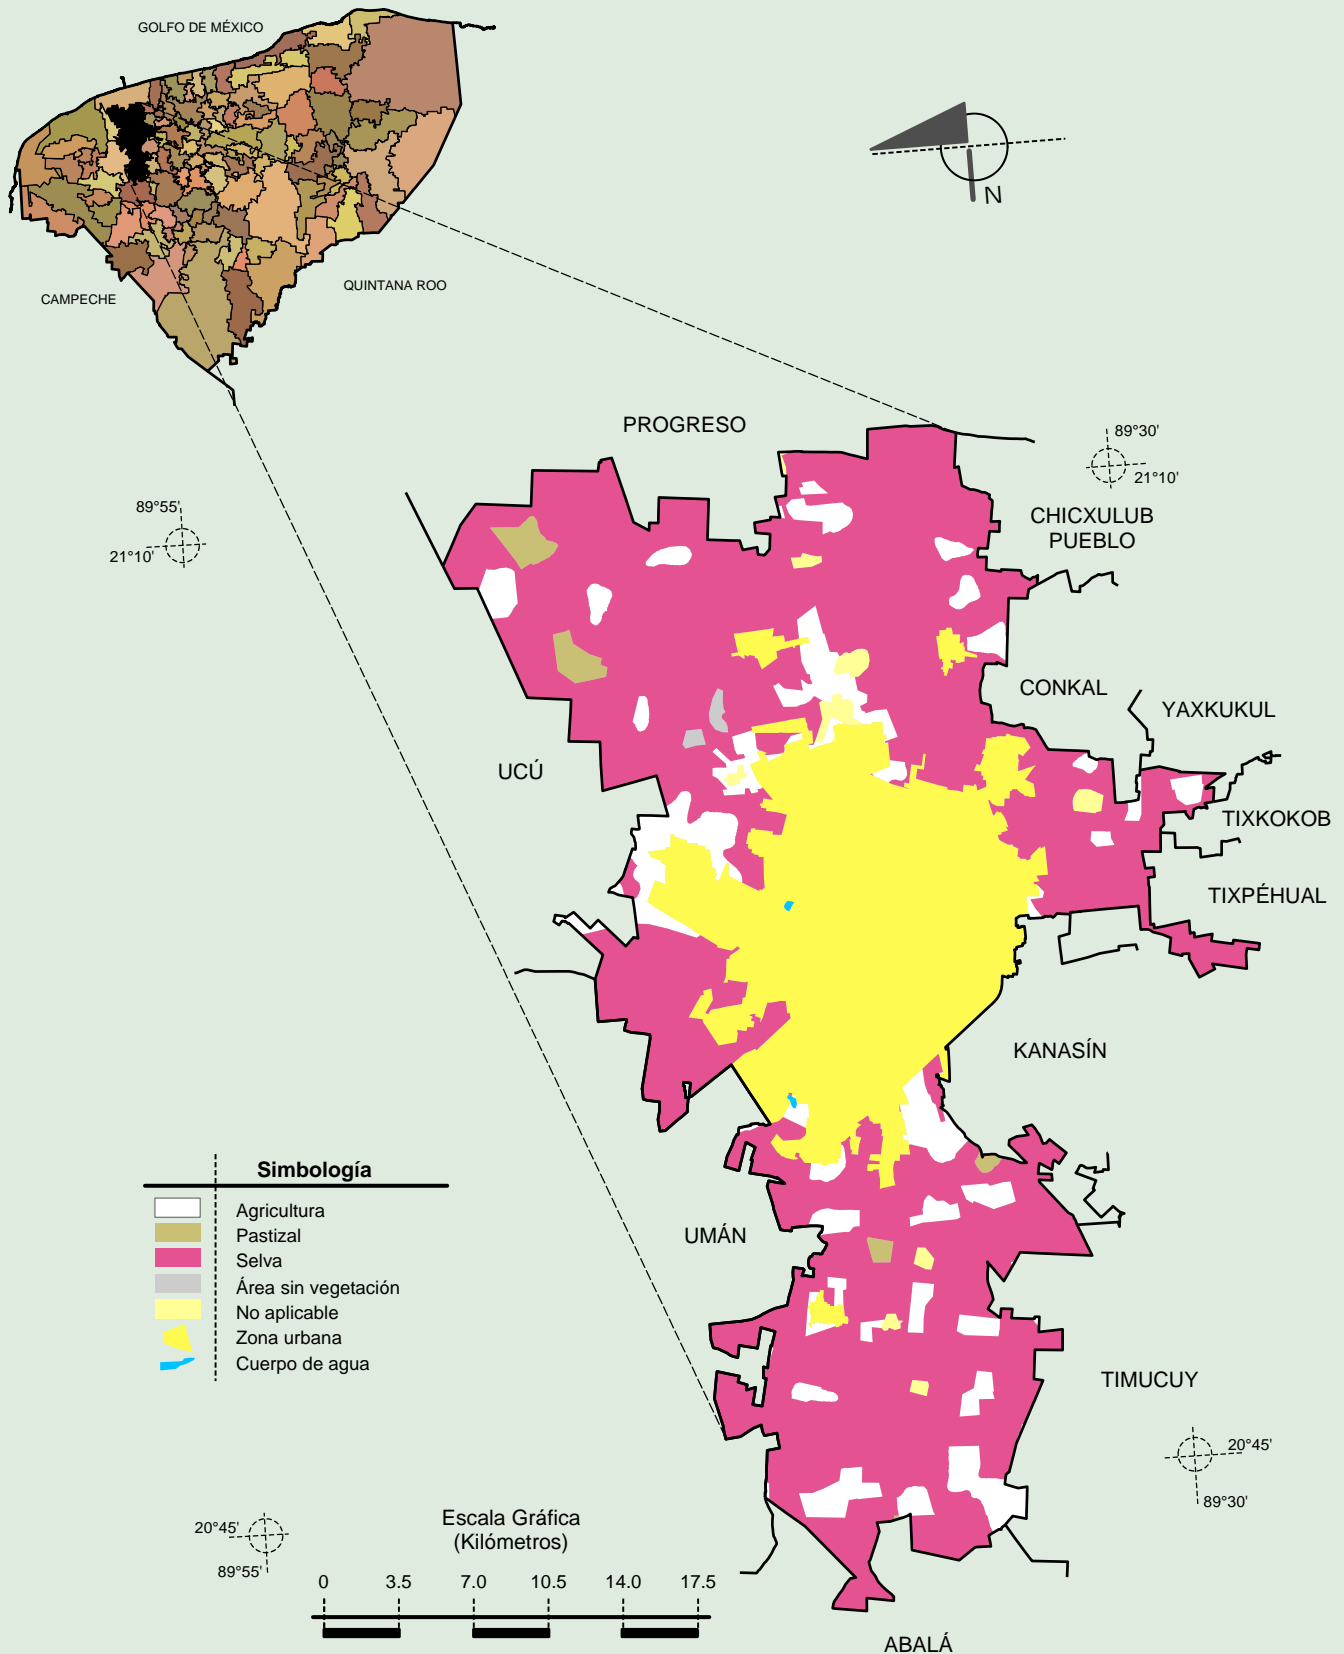 GOLFO DE MÉXICO
CAMPECHE
QUINTANA ROO
N
PROGRESO
89°30'
21°10'
89°55'
21°10'
CHICXULUB
PUEBLO
CONKAL
YAXKUKUL
UCÚ
TIXKOKOB
TIXPÉHUAL
KANASÍN
UMÁN
TIMUCUY
Simbología
Agricultura
Pastizal
Selva
Área sin vegetación
No aplicable
Zona urbana
Cuerpo de agua
20°45'
89°30'
20°45'
89°55'
Escala Gráfica
(Kilómetros)
0 3.5 7.0 10.5 14.0 17.5
ABALÁ